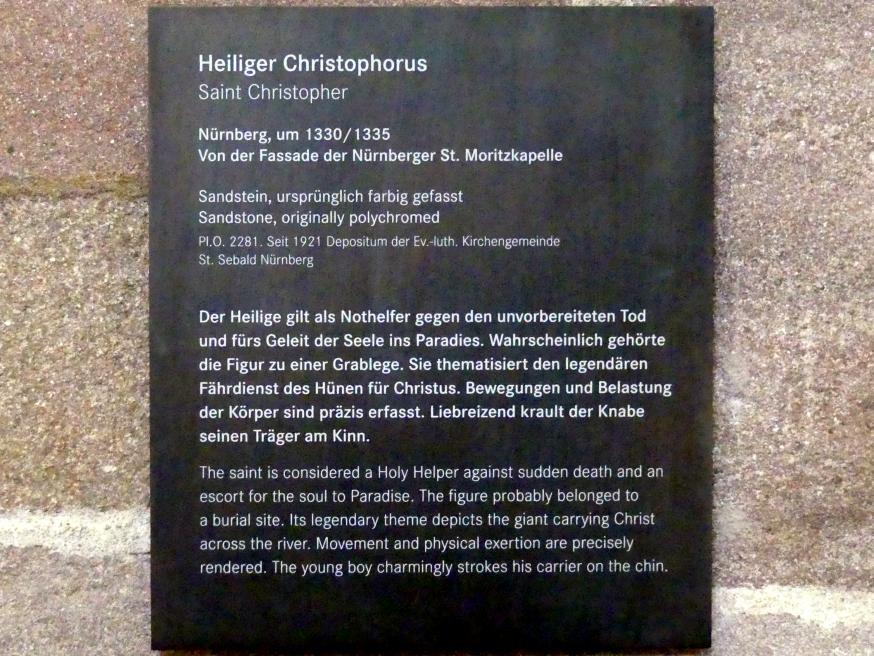 Heiliger Christophorus
Saint Christopher
Nürnberg, um 1330/1335
Von der Fassade der Nürnberger St. Moritzkapelle
Sandstein, ursprünglich farbig gefasst
Sandstone, originally polychromed
Pl.O. 2281. Seit 1921 Depositum der Ev.-luth. Kirchengemeinde
St. Sebald Nürnberg
Der Heilige gilt als Nothelfer gegen den unvorbereiteten Tod
und fürs Geleit der Seele ins Paradies. Wahrscheinlich gehörte
die Figur zu einer Grablege. Sie thematisiert den legendären
Fährdienst des Hünen für Christus. Bewegungen und Belastung
der Körper sind präzis erfasst. Liebreizend krault der Knabe
seinen Träger am Kinn.
The saint is considered a Holy Helper against sudden death and an
escort for the soul to Paradise. The figure probably belonged to
a burial site. Its legendary theme depicts the giant carrying Christ
across the river. Movement and physical exertion are precisely
rendered. The young boy charmingly strokes his carrier on the chin.